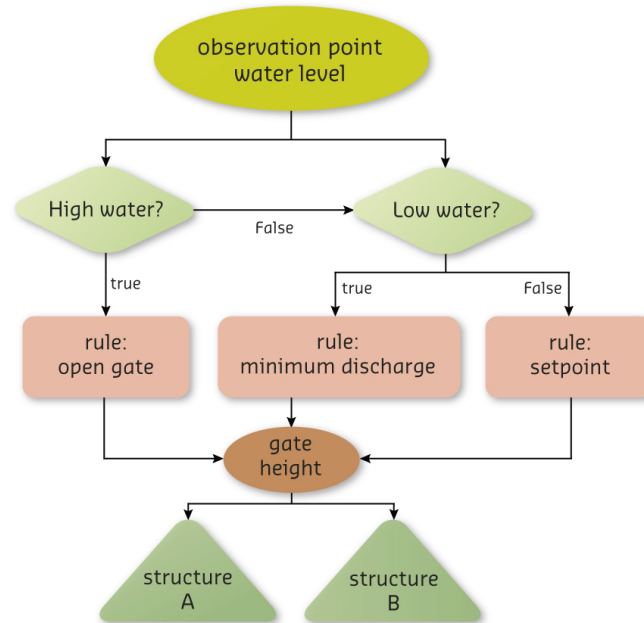 observation point
water level
High water?
False
Low water?
true
true
False
rule:
open gate
rule:
minimum discharge
rule:
setpoint
gate
height
structure
A
structure
B